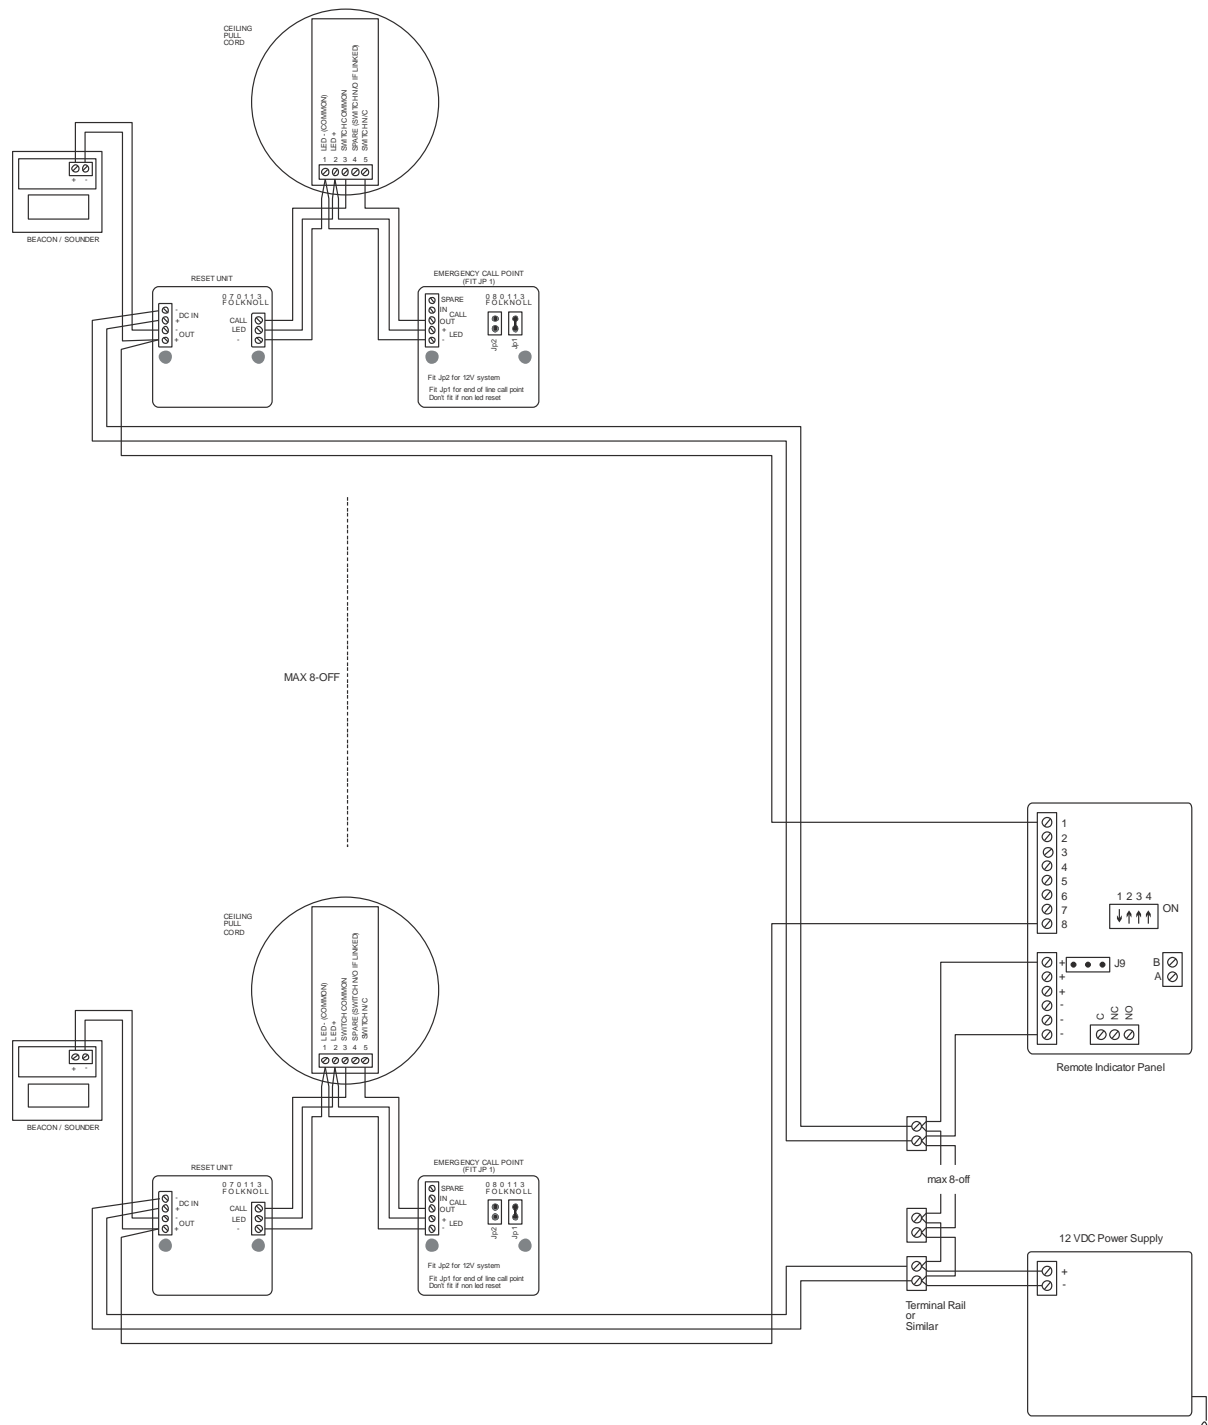 CEILING
PULL
CORD
LED - (COMMON)
LED +
SWITCH COMMON
SPARE (SWITCH N/O IF LINKED)
SWITCH N/C
1 2 3 4 5
+ -
BEACON / SOUNDER
RESET UNIT
0 7 0 1 1 3
F O L K N O L L
-
DC IN
+
-
OUT
+
CALL
LED
-
EMERGENCY CALL POINT
(FIT JP 1)
SPARE
IN
CALL
OUT
+
LED
-
0 8 0 1 1 3
F O L K N O L L
Jp2
Jp1
Fit Jp2 for 12V system
Fit Jp1 for end of line call point
Don't fit if non led reset
MAX 8-OFF
1
2
3
4
5
6
7
8
1 2 3 4
ON
+
+
+
-
-
-
J9
B
A
C
NC
NO
Remote Indicator Panel
CEILING
PULL
CORD
LED - (COMMON)
LED +
SWITCH COMMON
SPARE (SWITCH N/O IF LINKED)
SWITCH N/C
1 2 3 4 5
+ -
BEACON / SOUNDER
RESET UNIT
0 7 0 1 1 3
F O L K N O L L
-
DC IN
+
-
OUT
+
CALL
LED
-
EMERGENCY CALL POINT
(FIT JP 1)
SPARE
IN
CALL
OUT
+
LED
-
0 8 0 1 1 3
F O L K N O L L
Jp2
Jp1
Fit Jp2 for 12V system
Fit Jp1 for end of line call point
Don't fit if non led reset
max 8-off
Terminal Rail
or
Similar
12 VDC Power Supply
+
-